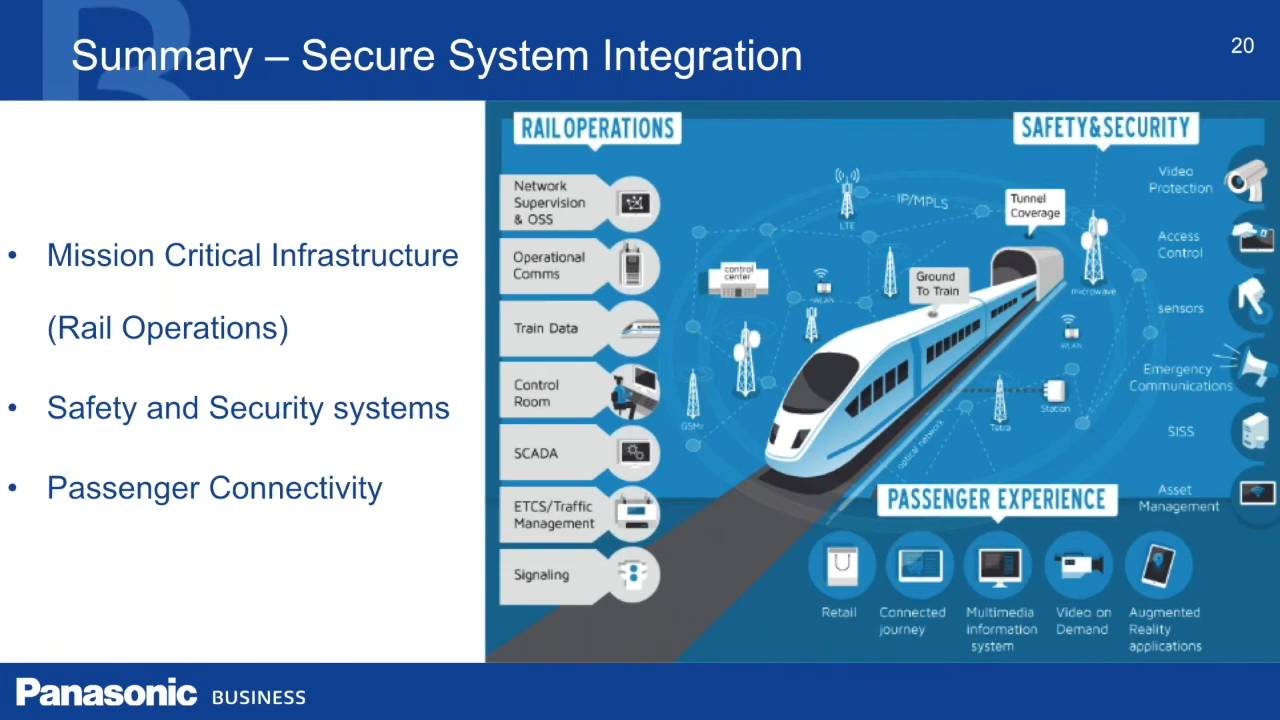 Summary – Secure System Integration
20
• Mission Critical Infrastructure
(Rail Operations)
• Safety and Security systems
• Passenger Connectivity
RAIL OPERATIONS
Network
Supervision
& OSS
Operational
Comms
Train Data
Control
Room
SCADA
ETCS/Traffic
Management
Signaling
LTE
IP/MPLS
Tunnel
Coverage
control
center
WLAN
Ground
To Train
microwave
WLAN
GSMr
Tetra
Station
optical network
SAFETY&SECURITY
Video
Protection
Access
Control
sensors
Emergency
Communications
SISS
Asset
Management
PASSENGER EXPERIENCE
Retail
Connected
journey
Multimedia
information
system
Video on
Demand
Augmented
Reality
applications
Panasonic BUSINESS